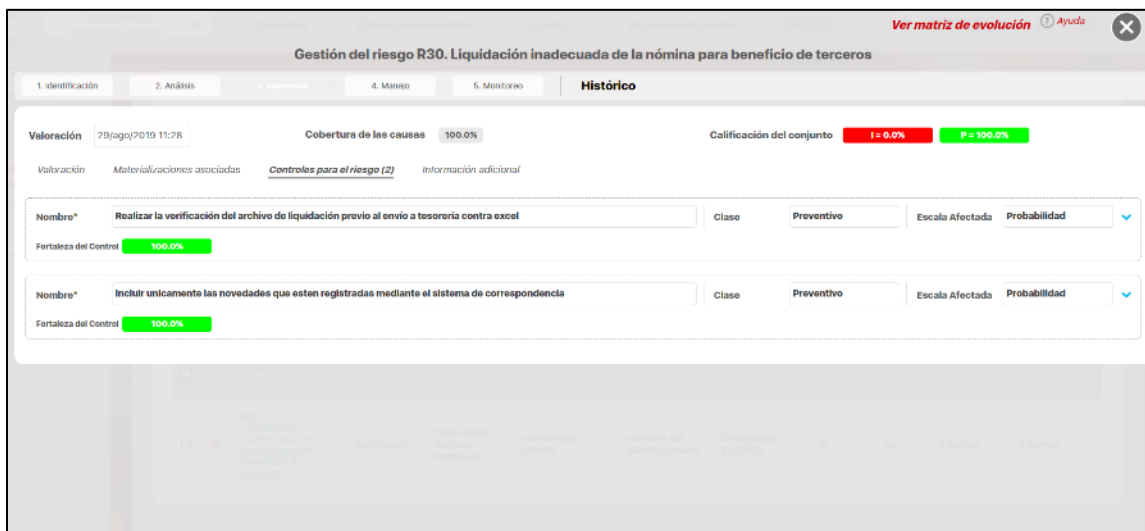 Ver matriz de evolución ? Ayuda
Gestión del riesgo R30. Liquidación inadecuada de la nómina para beneficio de terceros
1. Identificación 2. Análisis 3. Valoración 4. Manejo 5. Monitoreo Histórico
Valoración 29/ago/2019 11:28 Cobertura de las causas 100.0% Calificación del conjunto I = 0.0% P = 100.0%
Valoración Materializaciones asociadas Controles para el riesgo (2) Información adicional
Nombre* Realizar la verificación del archivo de liquidación previo al envío a tesorería contra excel Clase Preventivo Escala Afectada Probabilidad
Fortaleza del Control 100.0%
Nombre* Incluir unicamente las novedades que esten registradas mediante el sistema de correspondencia Clase Preventivo Escala Afectada Probabilidad
Fortaleza del Control 100.0%